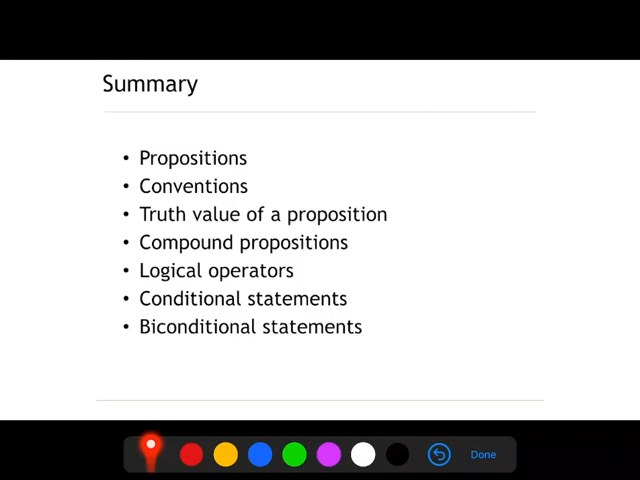 Summary
• Propositions
• Conventions
• Truth value of a proposition
• Compound propositions
• Logical operators
• Conditional statements
• Biconditional statements
Done